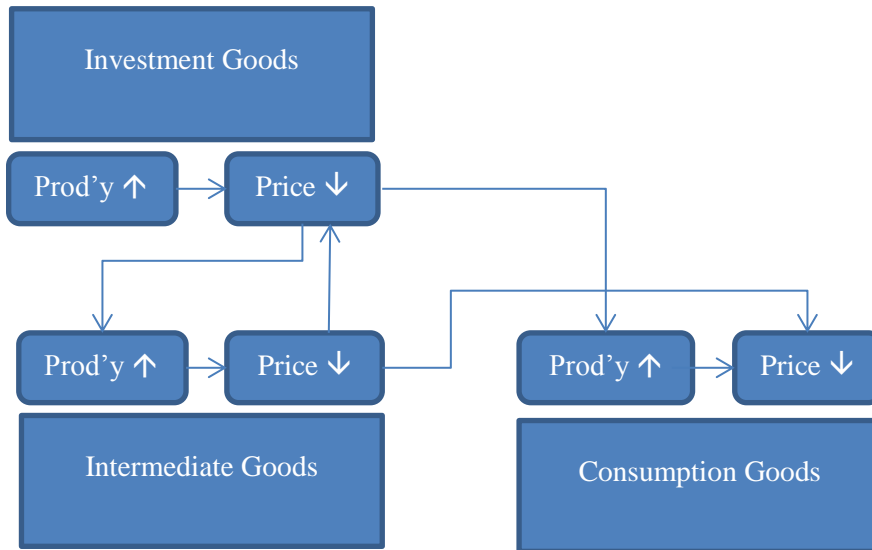 Investment Goods
Prod’y ↑
Price ↓
Prod’y ↑
Price ↓
Prod’y ↑
Price ↓
Intermediate Goods
Consumption Goods